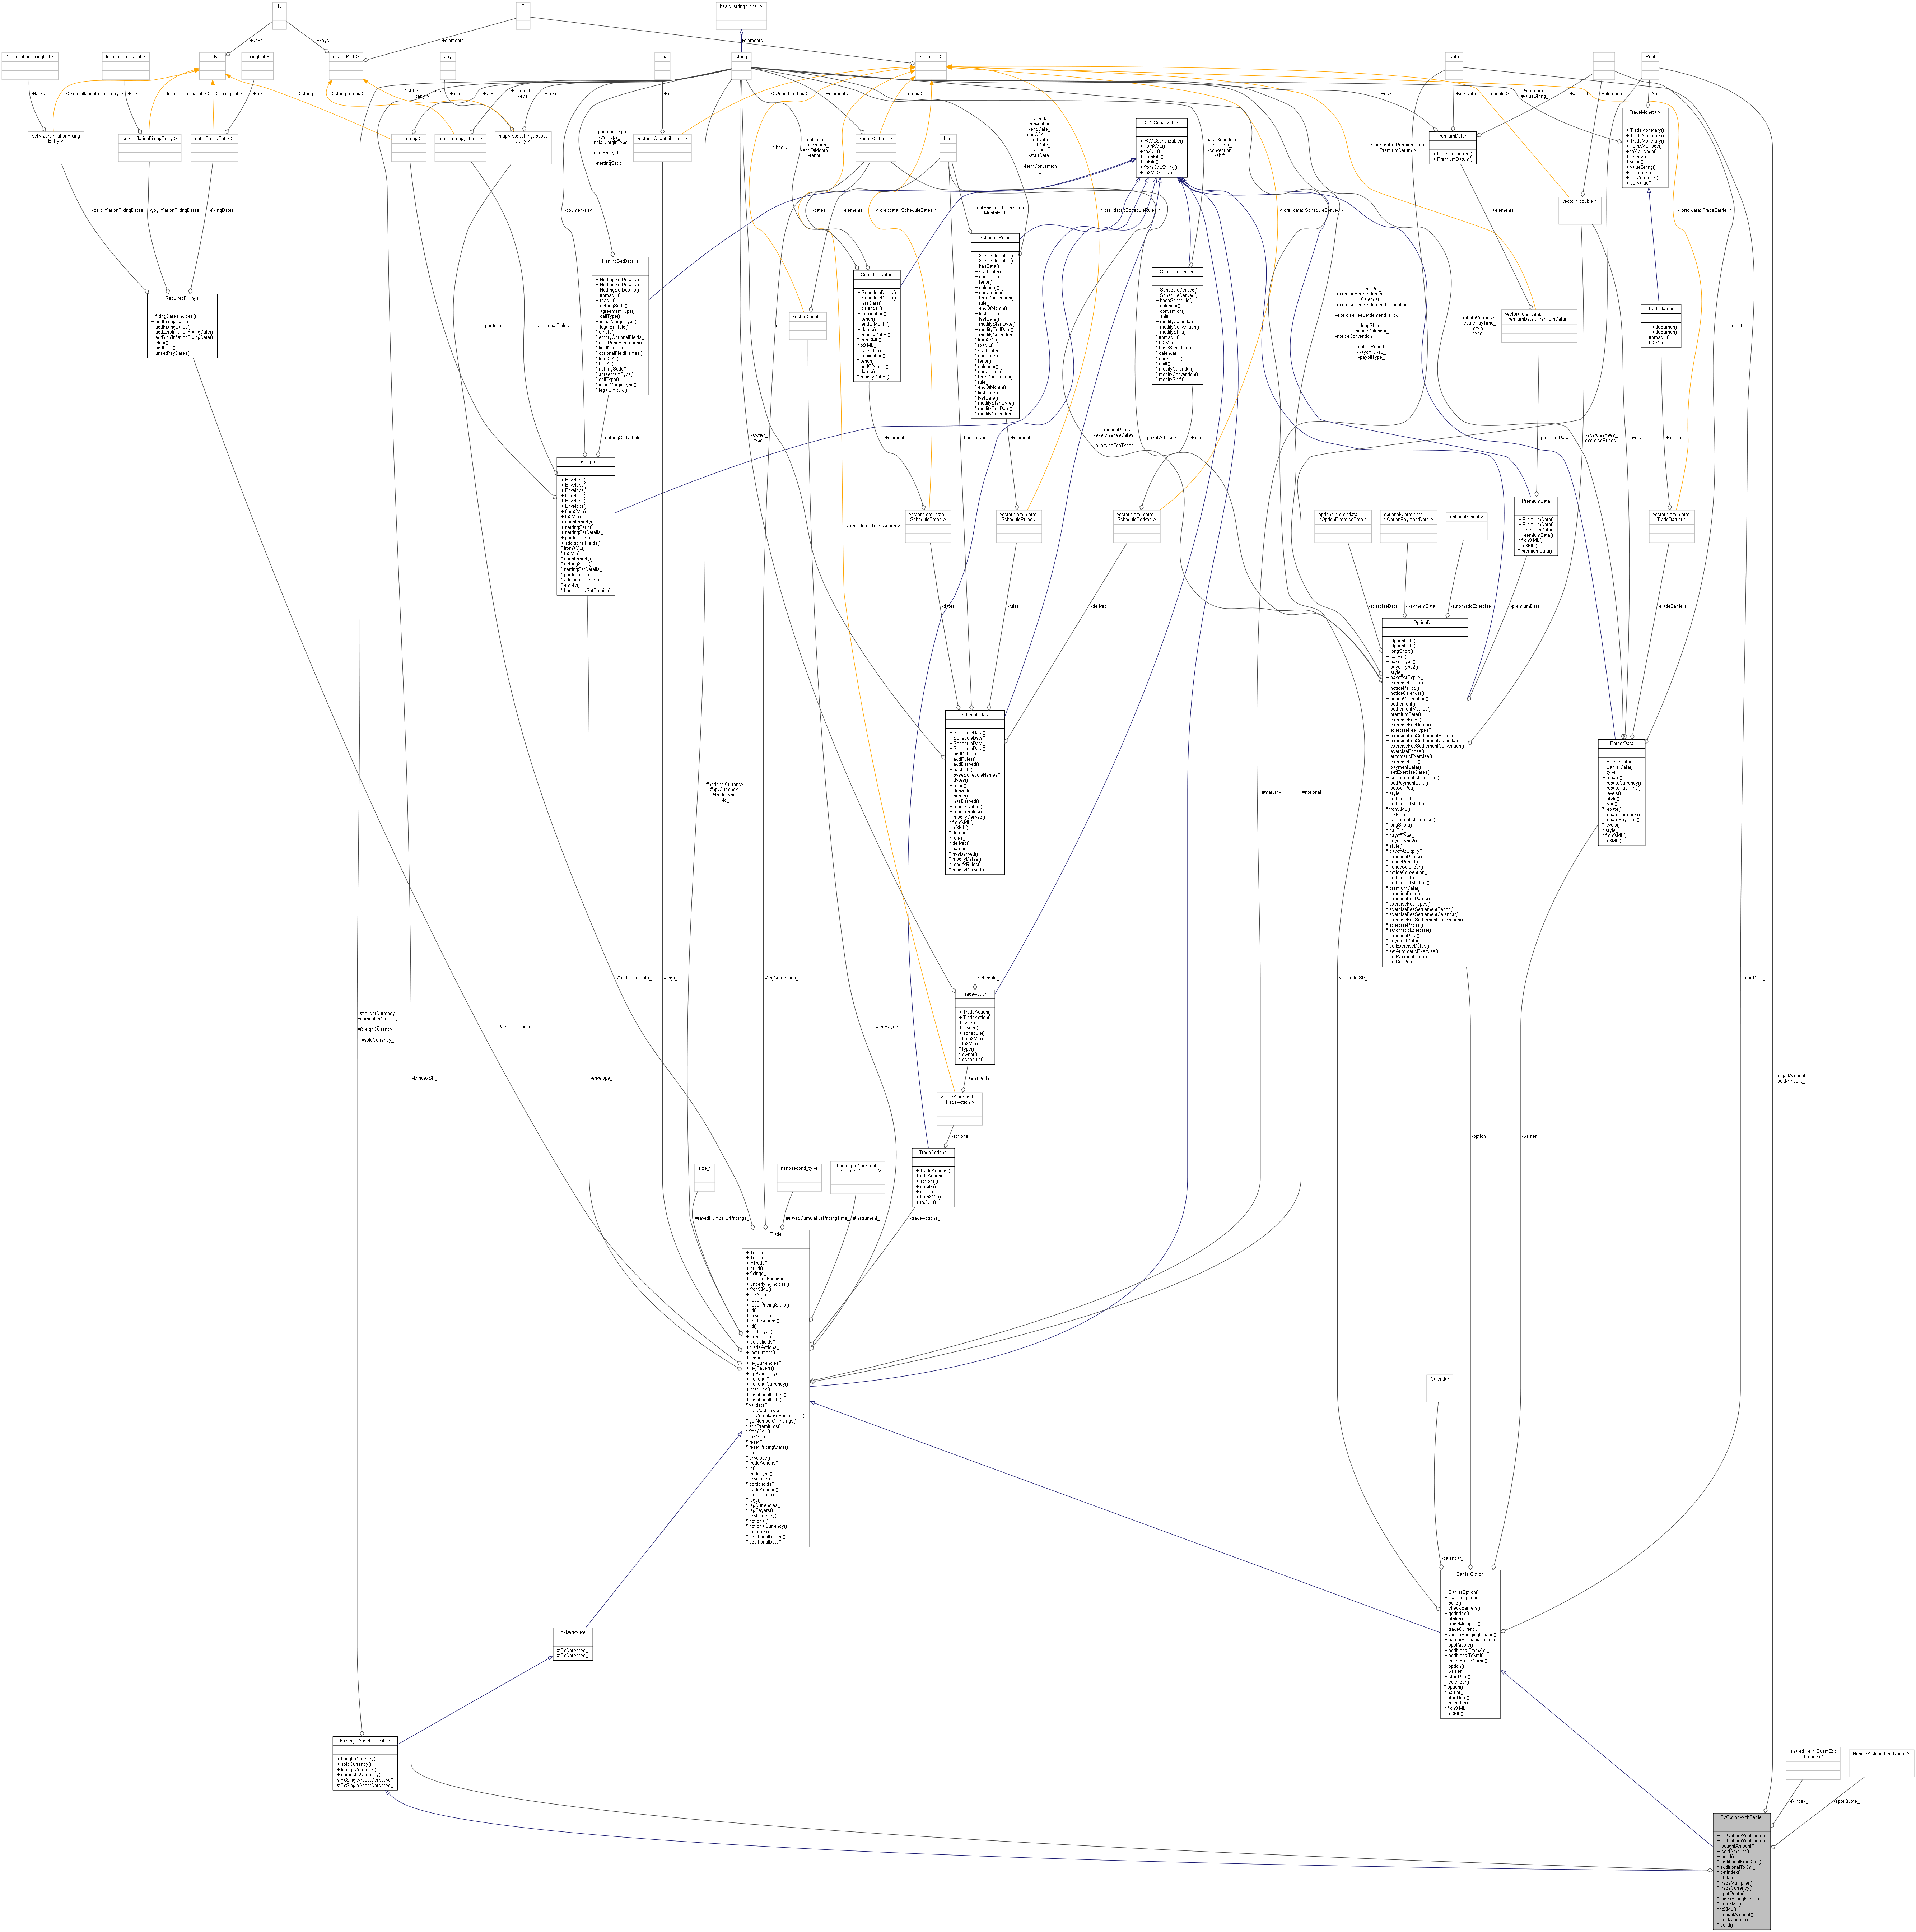 K
+keys
+keys
T
+elements
basic_string< char >
+elements
ZeroInflationFixingEntry
InflationFixingEntry
set< K >
FixingEntry
map< K, T >
any
Leg
string
vector< T >
Date
double
Real
+keys
< ZeroInflationFixingEntry >
+keys
< InflationFixingEntry >
< FixingEntry >
+keys
< string >
< string, string >
< std::string, boost
::any >
+elements
+keys
+elements
+keys
+keys
+elements
< QuantLib::Leg >
+elements
< string >
+ccy
+payDate
< double >
+amount
+elements
#currency_
#valueString_
#value_
set< ZeroInflationFixing
Entry >
set< InflationFixingEntry >
set< FixingEntry >
set< string >
map< string, string >
map< std::string, boost
::any >
vector< QuantLib::Leg >
vector< string >
bool
XMLSerializable
+ ~XMLSerializable()
+ fromXML()
+ toXML()
+ fromFile()
+ toFile()
+ fromXMLString()
+ toXMLString()
PremiumDatum
+ PremiumDatum()
+ PremiumDatum()
TradeMonetary
+ TradeMonetary()
+ TradeMonetary()
+ TradeMonetary()
+ fromXMLNode()
+ toXMLNode()
+ empty()
+ value()
+ valueString()
+ currency()
+ setCurrency()
+ setValue()
-agreementType_
-callType_
-initialMarginType
_
-legalEntityId
_
-nettingSetId_
< bool >
-calendar_
-convention_
-endOfMonth_
-tenor_
-calendar_
-convention_
-endDate_
-endOfMonth_
-firstDate_
-lastDate_
-rule_
-startDate_
-tenor_
-termConvention
_
...
-baseSchedule_
-calendar_
-convention_
-shift_
< ore::data::PremiumData
::PremiumDatum >
-zeroInflationFixingDates_
-yoyInflationFixingDates_
-fixingDates_
-counterparty_
-dates_
+elements
< ore::data::ScheduleDates >
-adjustEndDateToPrevious
MonthEnd_
< ore::data::ScheduleRules >
< ore::data::ScheduleDerived >
+elements
vector< double >
< ore::data::TradeBarrier >
RequiredFixings
+ fixingDatesIndices()
+ addFixingDate()
+ addFixingDates()
+ addZeroInflationFixingDate()
+ addYoYInflationFixingDate()
+ clear()
+ addData()
+ unsetPayDates()
NettingSetDetails
+ NettingSetDetails()
+ NettingSetDetails()
+ NettingSetDetails()
+ fromXML()
+ toXML()
+ nettingSetId()
+ agreementType()
+ callType()
+ initialMarginType()
+ legalEntityId()
* empty()
* emptyOptionalFields()
* mapRepresentation()
* fieldNames()
* optionalFieldNames()
* fromXML()
* toXML()
* nettingSetId()
* agreementType()
* callType()
* initialMarginType()
* legalEntityId()
vector< bool >
ScheduleDates
+ ScheduleDates()
+ ScheduleDates()
+ hasData()
+ calendar()
+ convention()
+ tenor()
+ endOfMonth()
+ dates()
+ modifyDates()
* fromXML()
* toXML()
* calendar()
* convention()
* tenor()
* endOfMonth()
* dates()
* modifyDates()
ScheduleRules
+ ScheduleRules()
+ ScheduleRules()
+ hasData()
+ startDate()
+ endDate()
+ tenor()
+ calendar()
+ convention()
+ termConvention()
+ rule()
+ endOfMonth()
+ firstDate()
+ lastDate()
+ modifyStartDate()
+ modifyEndDate()
+ modifyCalendar()
* fromXML()
* toXML()
* startDate()
* endDate()
* tenor()
* calendar()
* convention()
* termConvention()
* rule()
* endOfMonth()
* firstDate()
* lastDate()
* modifyStartDate()
* modifyEndDate()
* modifyCalendar()
ScheduleDerived
+ ScheduleDerived()
+ ScheduleDerived()
+ baseSchedule()
+ calendar()
+ convention()
+ shift()
+ modifyCalendar()
+ modifyConvention()
+ modifyShift()
* fromXML()
* toXML()
* baseSchedule()
* calendar()
* convention()
* shift()
* modifyCalendar()
* modifyConvention()
* modifyShift()
-callPut_
-exerciseFeeSettlement
Calendar_
-exerciseFeeSettlementConvention
_
-exerciseFeeSettlementPeriod
_
-longShort_
-noticeCalendar_
-noticeConvention
_
-noticePeriod_
-payoffType2_
-payoffType_
...
-rebateCurrency_
-rebatePayTime_
-style_
-type_
vector< ore::data::
PremiumData::PremiumDatum >
TradeBarrier
+ TradeBarrier()
+ TradeBarrier()
+ fromXML()
+ toXML()
-rebate_
-portfolioIds_
-additionalFields_
-nettingSetDetails_
-name_
-owner_
-type_
+elements
-hasDerived_
+elements
-exerciseDates_
-exerciseFeeDates
_
-exerciseFeeTypes_
-payoffAtExpiry_
+elements
-premiumData_
-exerciseFees_
-exercisePrices_
-levels_
+elements
Envelope
+ Envelope()
+ Envelope()
+ Envelope()
+ Envelope()
+ Envelope()
+ Envelope()
+ fromXML()
+ toXML()
+ counterparty()
+ nettingSetId()
+ nettingSetDetails()
+ portfolioIds()
+ additionalFields()
* fromXML()
* toXML()
* counterparty()
* nettingSetId()
* nettingSetDetails()
* portfolioIds()
* additionalFields()
* empty()
* hasNettingSetDetails()
< ore::data::TradeAction >
vector< ore::data::
ScheduleDates >
vector< ore::data::
ScheduleRules >
vector< ore::data::
ScheduleDerived >
optional< ore::data
::OptionExerciseData >
optional< ore::data
::OptionPaymentData >
optional< bool >
PremiumData
+ PremiumData()
+ PremiumData()
+ PremiumData()
+ premiumData()
* fromXML()
* toXML()
* premiumData()
vector< ore::data::
TradeBarrier >
-dates_
-rules_
-derived_
-exerciseData_
-paymentData_
-automaticExercise_
-premiumData_
-tradeBarriers_
OptionData
+ OptionData()
+ OptionData()
+ longShort()
+ callPut()
+ payoffType()
+ payoffType2()
+ style()
+ payoffAtExpiry()
+ exerciseDates()
+ noticePeriod()
+ noticeCalendar()
+ noticeConvention()
+ settlement()
+ settlementMethod()
+ premiumData()
+ exerciseFees()
+ exerciseFeeDates()
+ exerciseFeeTypes()
+ exerciseFeeSettlementPeriod()
+ exerciseFeeSettlementCalendar()
+ exerciseFeeSettlementConvention()
+ exercisePrices()
+ automaticExercise()
+ exerciseData()
+ paymentData()
+ setExerciseDates()
+ setAutomaticExercise()
+ setPaymentData()
+ setCallPut()
* style_
* settlement_
* settlementMethod_
* fromXML()
* toXML()
* isAutomaticExercise()
* longShort()
* callPut()
* payoffType()
* payoffType2()
* style()
* payoffAtExpiry()
* exerciseDates()
* noticePeriod()
* noticeCalendar()
* noticeConvention()
* settlement()
* settlementMethod()
* premiumData()
* exerciseFees()
* exerciseFeeDates()
* exerciseFeeTypes()
* exerciseFeeSettlementPeriod()
* exerciseFeeSettlementCalendar()
* exerciseFeeSettlementConvention()
* exercisePrices()
* automaticExercise()
* exerciseData()
* paymentData()
* setExerciseDates()
* setAutomaticExercise()
* setPaymentData()
* setCallPut()
ScheduleData
+ ScheduleData()
+ ScheduleData()
+ ScheduleData()
+ ScheduleData()
+ addDates()
+ addRules()
+ addDerived()
+ hasData()
+ baseScheduleNames()
+ dates()
+ rules()
+ derived()
+ name()
+ hasDerived()
+ modifyDates()
+ modifyRules()
+ modifyDerived()
* fromXML()
* toXML()
* dates()
* rules()
* derived()
* name()
* hasDerived()
* modifyDates()
* modifyRules()
* modifyDerived()
BarrierData
+ BarrierData()
+ BarrierData()
+ type()
+ rebate()
+ rebateCurrency()
+ rebatePayTime()
+ levels()
+ style()
* type()
* rebate()
* rebateCurrency()
* rebatePayTime()
* levels()
* style()
* fromXML()
* toXML()
#notionalCurrency_
#npvCurrency_
#tradeType_
-id_
#maturity_
#notional_
#additionalData_
#legs_
#legCurrencies_
-schedule_
#calendarStr_
-startDate_
TradeAction
+ TradeAction()
+ TradeAction()
+ type()
+ owner()
+ schedule()
* fromXML()
* toXML()
* type()
* owner()
* schedule()
#boughtCurrency_
#domesticCurrency
_
#foreignCurrency
_
#soldCurrency_
#requiredFixings_
#legPayers_
-fxIndexStr_
-envelope_
+elements
-boughtAmount_
-soldAmount_
vector< ore::data::
TradeAction >
-actions_
-option_
-barrier_
size_t
nanosecond_type
shared_ptr< ore::data
::InstrumentWrapper >
TradeActions
+ TradeActions()
+ addAction()
+ actions()
+ empty()
+ clear()
+ fromXML()
+ toXML()
#savedNumberOfPricings_
#savedCumulativePricingTime_
#instrument_
-tradeActions_
Trade
+ Trade()
+ Trade()
+ ~Trade()
+ build()
+ fixings()
+ requiredFixings()
+ underlyingIndices()
+ fromXML()
+ toXML()
+ reset()
+ resetPricingStats()
+ id()
+ envelope()
+ tradeActions()
+ id()
+ tradeType()
+ envelope()
+ portfolioIds()
+ tradeActions()
+ instrument()
+ legs()
+ legCurrencies()
+ legPayers()
+ npvCurrency()
+ notional()
+ notionalCurrency()
+ maturity()
+ additionalDatum()
+ additionalData()
* validate()
* hasCashflows()
* getCumulativePricingTime()
* getNumberOfPricings()
* addPremiums()
* fromXML()
* toXML()
* reset()
* resetPricingStats()
* id()
* envelope()
* tradeActions()
* id()
* tradeType()
* envelope()
* portfolioIds()
* tradeActions()
* instrument()
* legs()
* legCurrencies()
* legPayers()
* npvCurrency()
* notional()
* notionalCurrency()
* maturity()
* additionalDatum()
* additionalData()
Calendar
-calendar_
BarrierOption
+ BarrierOption()
+ BarrierOption()
+ build()
+ checkBarriers()
+ getIndex()
+ strike()
+ tradeMultiplier()
+ tradeCurrency()
+ vanillaPricigingEngine()
+ barrierPricigingEngine()
+ spotQuote()
+ additionalFromXml()
+ additionalToXml()
+ indexFixingName()
+ option()
+ barrier()
+ startDate()
+ calendar()
* option()
* barrier()
* startDate()
* calendar()
* fromXML()
* toXML()
FxDerivative
# FxDerivative()
# FxDerivative()
FxSingleAssetDerivative
+ boughtCurrency()
+ soldCurrency()
+ foreignCurrency()
+ domesticCurrency()
# FxSingleAssetDerivative()
# FxSingleAssetDerivative()
shared_ptr< QuantExt
::FxIndex >
Handle< QuantLib::Quote >
-fxIndex_
-spotQuote_
FxOptionWithBarrier
+ FxOptionWithBarrier()
+ FxOptionWithBarrier()
+ boughtAmount()
+ soldAmount()
+ build()
* additionalFromXml()
* additionalToXml()
* getIndex()
* strike()
* tradeMultiplier()
* tradeCurrency()
* spotQuote()
* indexFixingName()
* fromXML()
* toXML()
* boughtAmount()
* soldAmount()
* build()